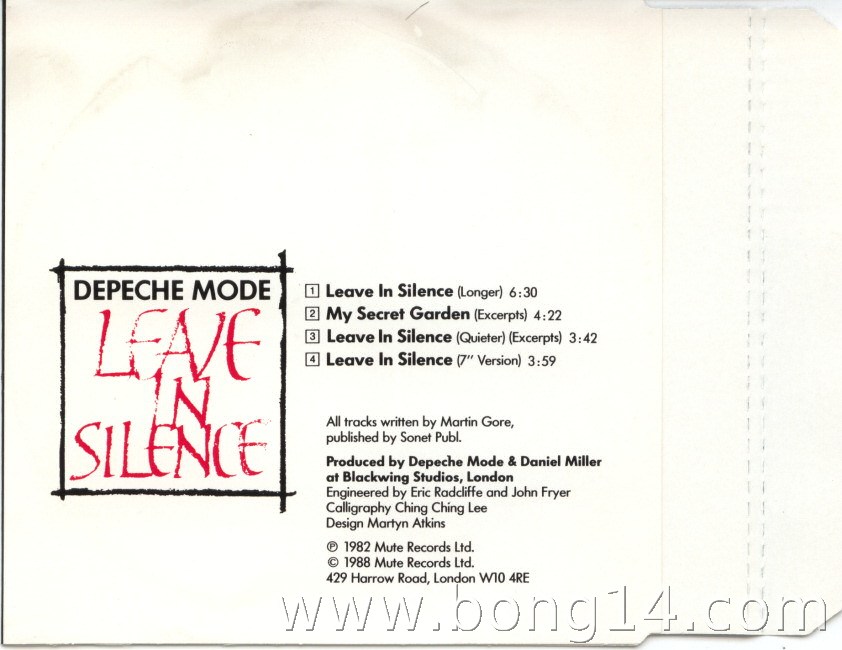 DEPECHE MODE
LEAVE
IN
SILENCE
1 Leave In Silence (Longer) 6:30
2 My Secret Garden (Excerpts) 4:22
3 Leave In Silence (Quieter) (Excerpts) 3:42
4 Leave In Silence (7" Version) 3:59
All tracks written by Martin Gore,
published by Sonet Publ.
Produced by Depeche Mode & Daniel Miller
at Blackwing Studios, London
Engineered by Eric Radcliffe and John Fryer
Calligraphy Ching Ching Lee
Design Martyn Atkins
℗ 1982 Mute Records Ltd.
© 1988 Mute Records Ltd.
429 Harrow Road, London W10 4RE
www.bong14.com